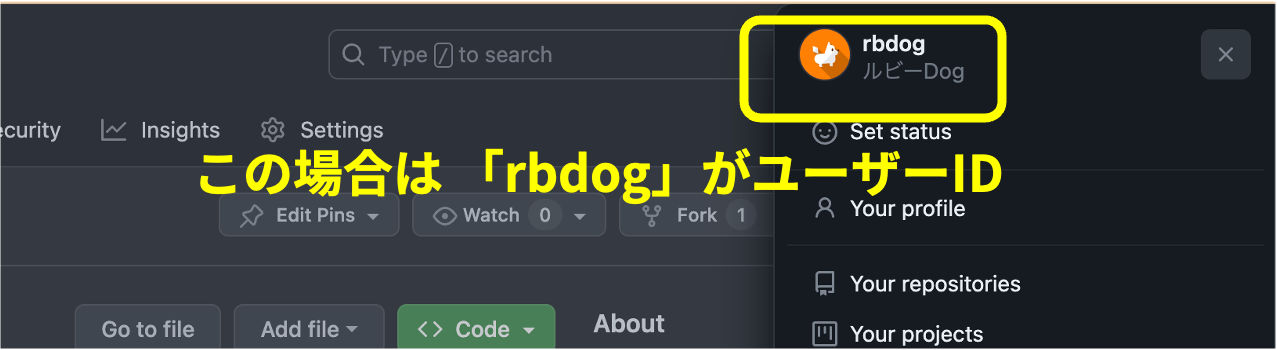 Type / to search
rbdog
ルビーDog
ecurity
Insights
Settings
Set status
この場合は 「rbdog」がユーザーID
Edit Pins
Watch 0
Fork 1
Your profile
Your repositories
Go to file
Add file
Code
About
Your projects